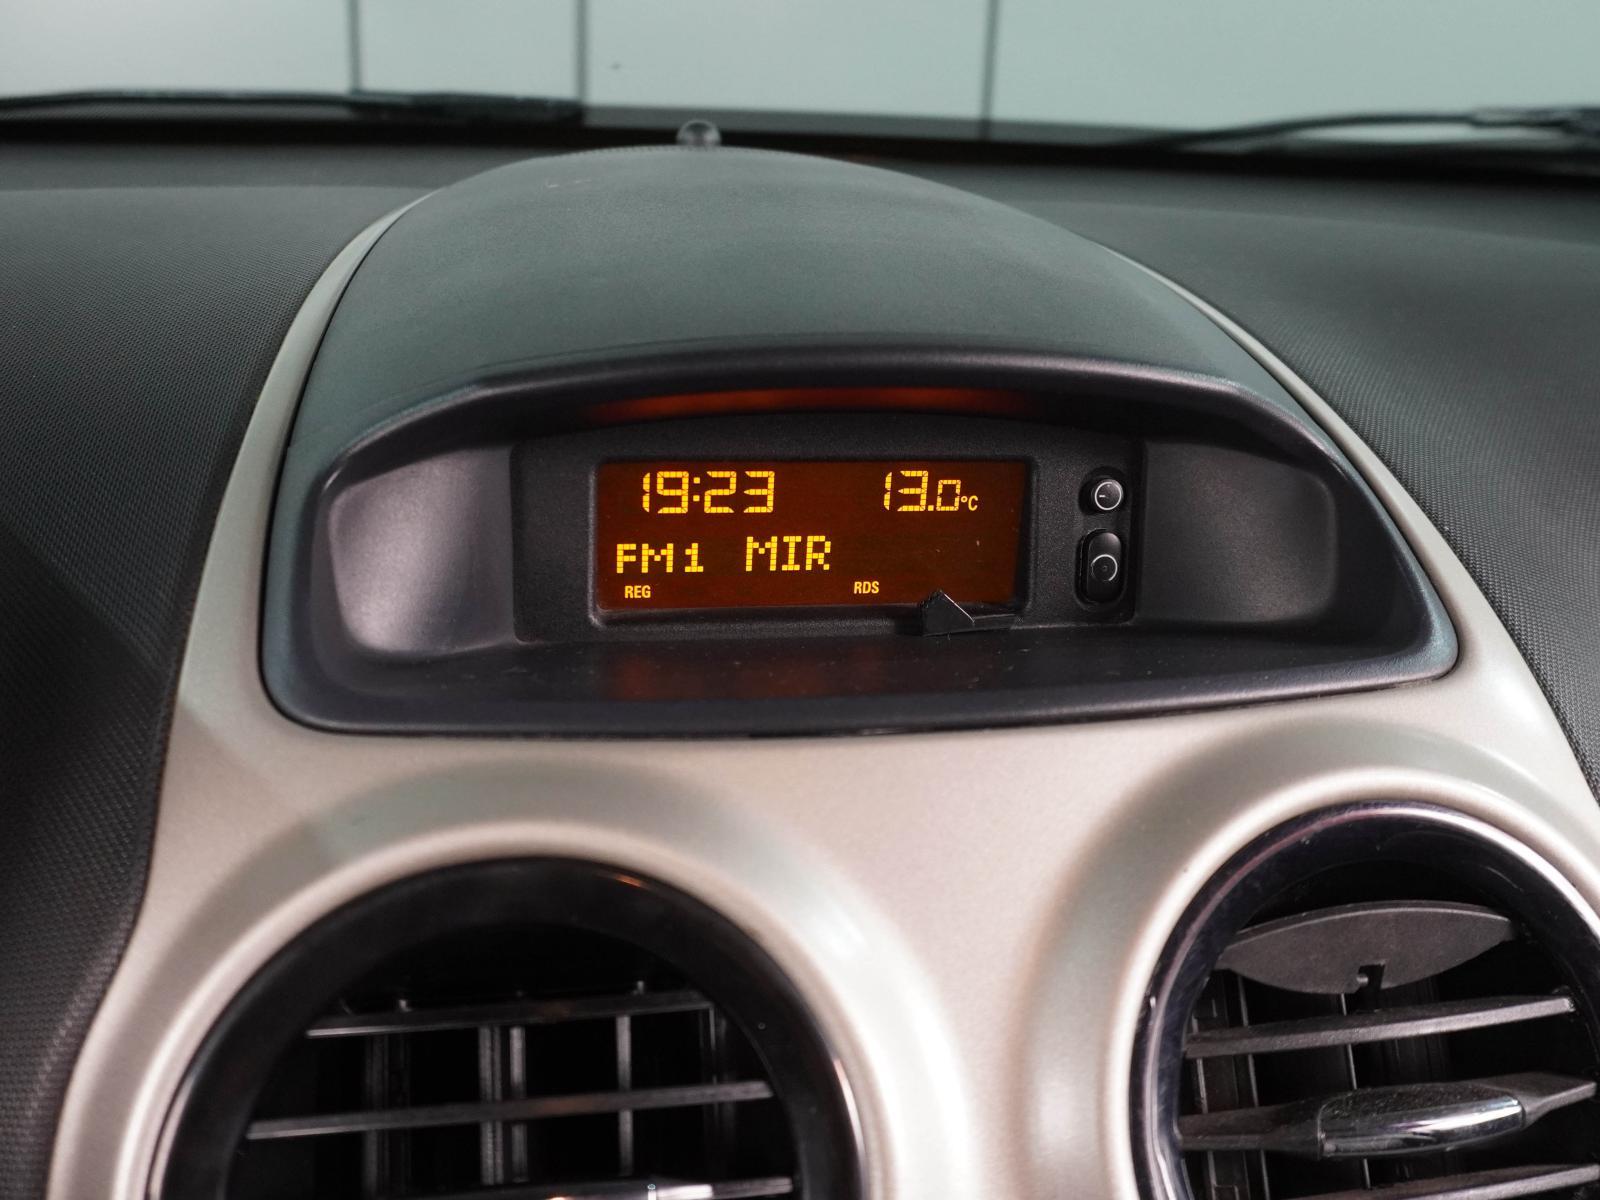 19:23 13.0°C
FM1 MIR
REG RDS